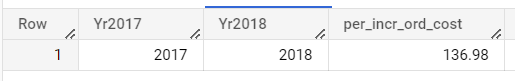 Row Yr2017 Yr2018 per_incr_ord_cost
1 2017 2018 136.98